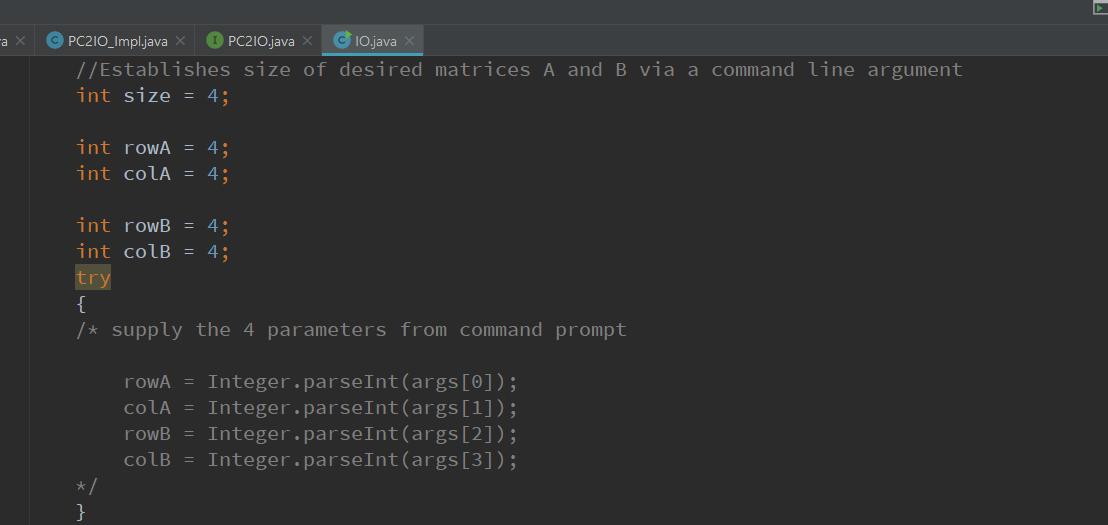 va PC2IO_Impl.java PC2IO.java IO.java
//Establishes size of desired matrices A and B via a command line argument
int size = 4;
int rowA = 4;
int colA = 4;
int rowB = 4;
int colB = 4;
try
{
/* supply the 4 parameters from command prompt
rowA = Integer.parseInt(args[0]);
colA = Integer.parseInt(args[1]);
rowB = Integer.parseInt(args[2]);
colB = Integer.parseInt(args[3]);
*/
}